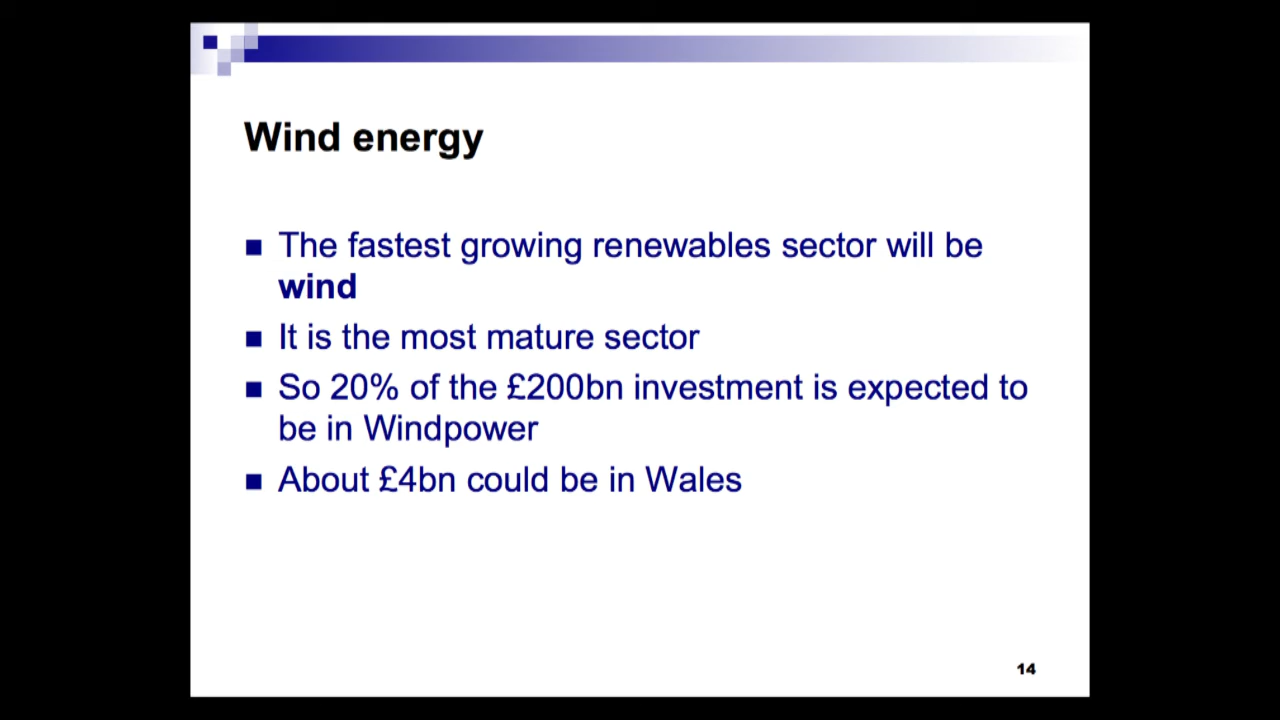 Wind energy
The fastest growing renewables sector will be
wind
It is the most mature sector
So 20% of the £200bn investment is expected to
be in Windpower
About £4bn could be in Wales
14